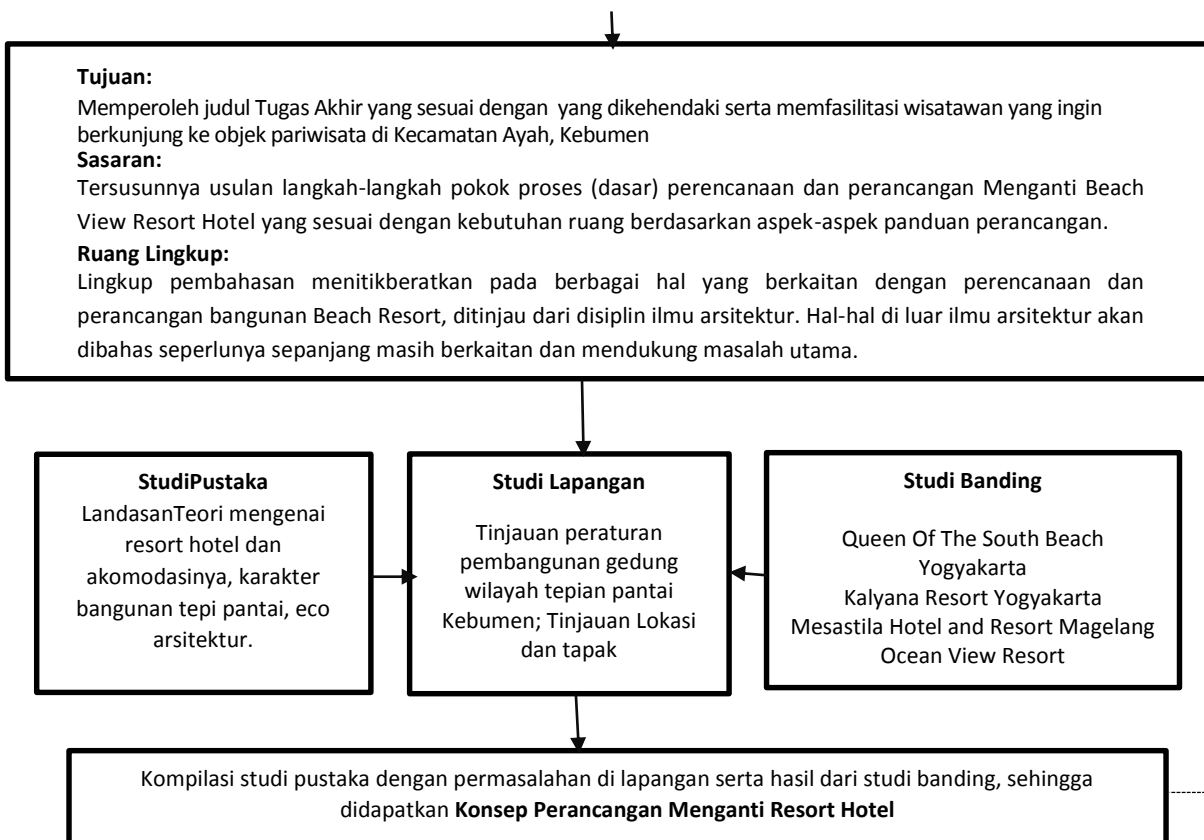 Tujuan:
Memperoleh judul Tugas Akhir yang sesuai dengan yang dikehendaki serta memfasilitasi wisatawan yang ingin
berkunjung ke objek pariwisata di Kecamatan Ayah, Kebumen
Sasaran:
Tersusunnya usulan langkah-langkah pokok proses (dasar) perencanaan dan perancangan Menganti Beach
View Resort Hotel yang sesuai dengan kebutuhan ruang berdasarkan aspek-aspek panduan perancangan.
Ruang Lingkup:
Lingkup pembahasan menitikberatkan pada berbagai hal yang berkaitan dengan perencanaan dan
perancangan bangunan Beach Resort, ditinjau dari disiplin ilmu arsitektur. Hal-hal di luar ilmu arsitektur akan
dibahas seperlunya sepanjang masih berkaitan dan mendukung masalah utama.
StudiPustaka
LandasanTeori mengenai
resort hotel dan
akomodasinya, karakter
bangunan tepi pantai, eco
arsitektur.
Studi Lapangan
Tinjauan peraturan
pembangunan gedung
wilayah tepian pantai
Kebumen; Tinjauan Lokasi
dan tapak
Studi Banding
Queen Of The South Beach
Yogyakarta
Kalyana Resort Yogyakarta
Mesastila Hotel and Resort Magelang
Ocean View Resort
Kompilasi studi pustaka dengan permasalahan di lapangan serta hasil dari studi banding, sehingga
didapatkan Konsep Perancangan Menganti Resort Hotel